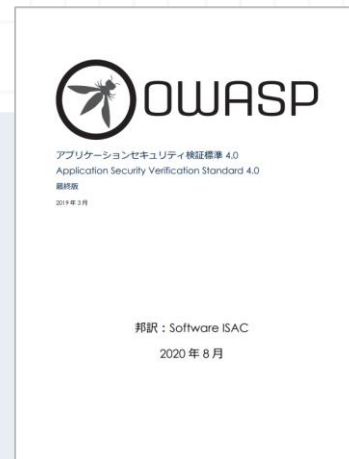 OWASP
アプリケーションセキュリティ検証標準 4.0
Application Security Verification Standard 4.0
最終版
2019 年 3 月
邦訳：Software ISAC
2020 年 8 月